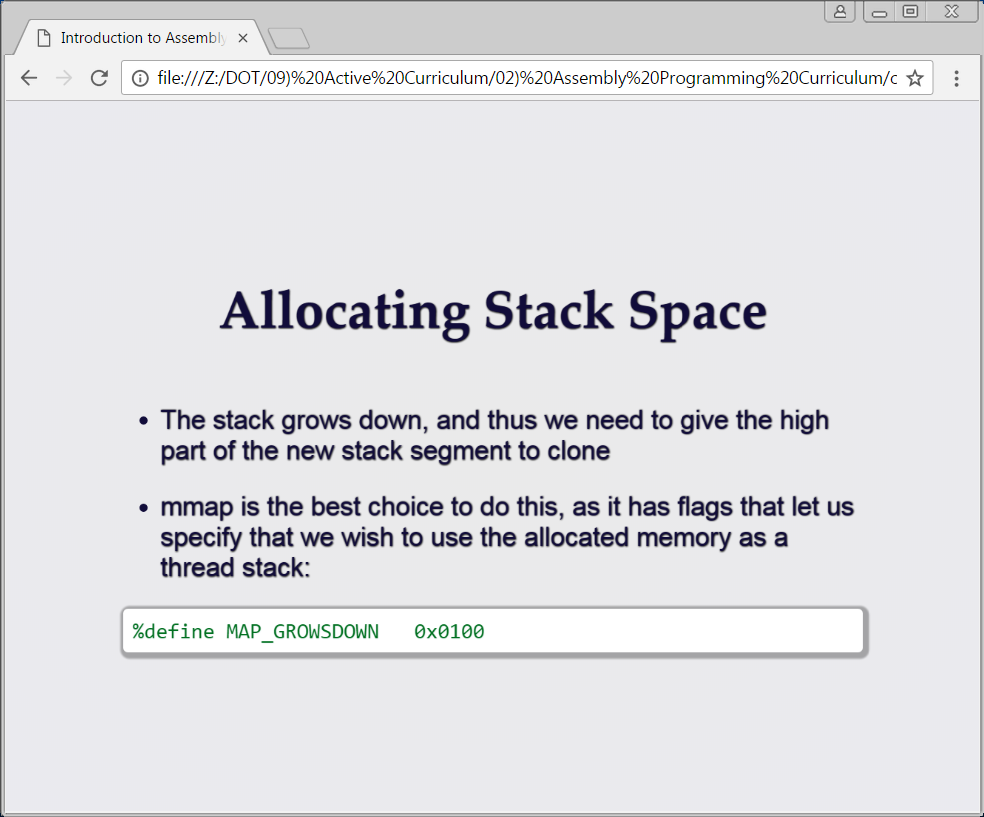 Introduction to Assembly
file:///Z:/DOT/09)%20Active%20Curriculum/02)%20Assembly%20Programming%20Curriculum/c
Allocating Stack Space
• The stack grows down, and thus we need to give the high
part of the new stack segment to clone
• mmap is the best choice to do this, as it has flags that let us
specify that we wish to use the allocated memory as a
thread stack:
%define MAP_GROWSDOWN   0x0100